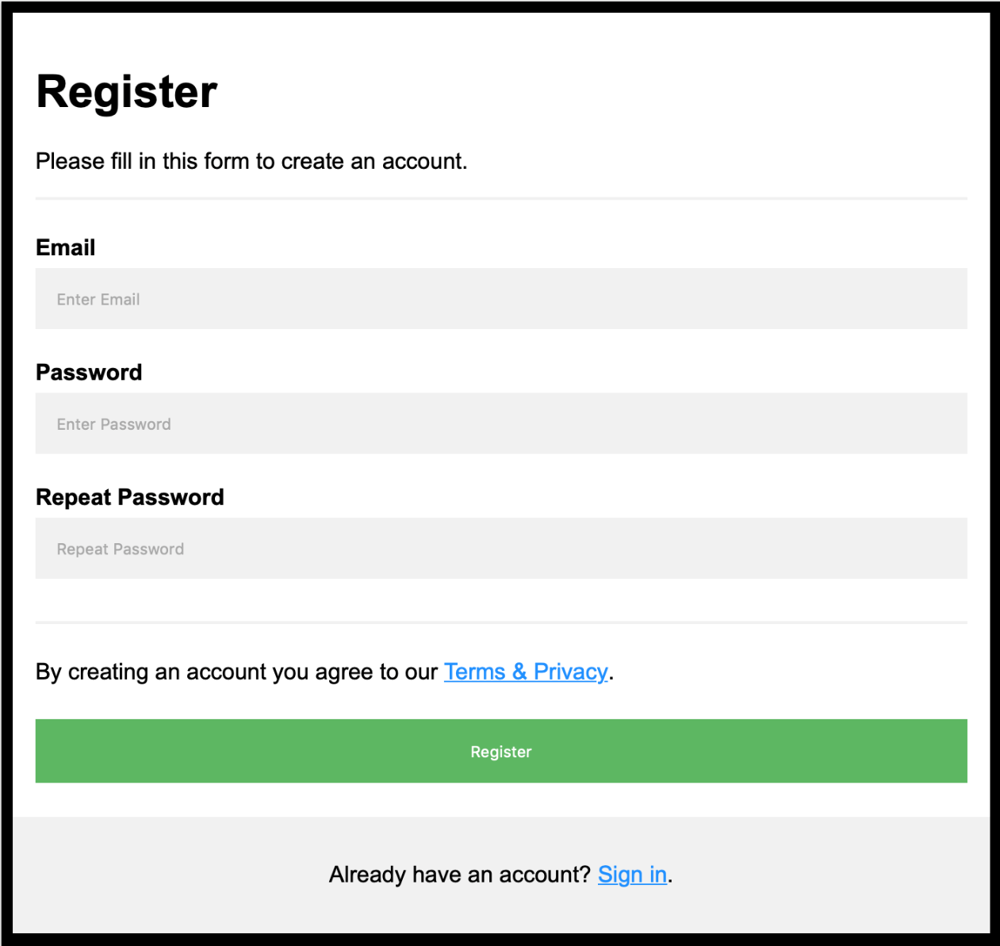 Register
Please fill in this form to create an account.
Email
Enter Email
Password
Enter Password
Repeat Password
Repeat Password
By creating an account you agree to our Terms & Privacy.
Register
Already have an account? Sign in.